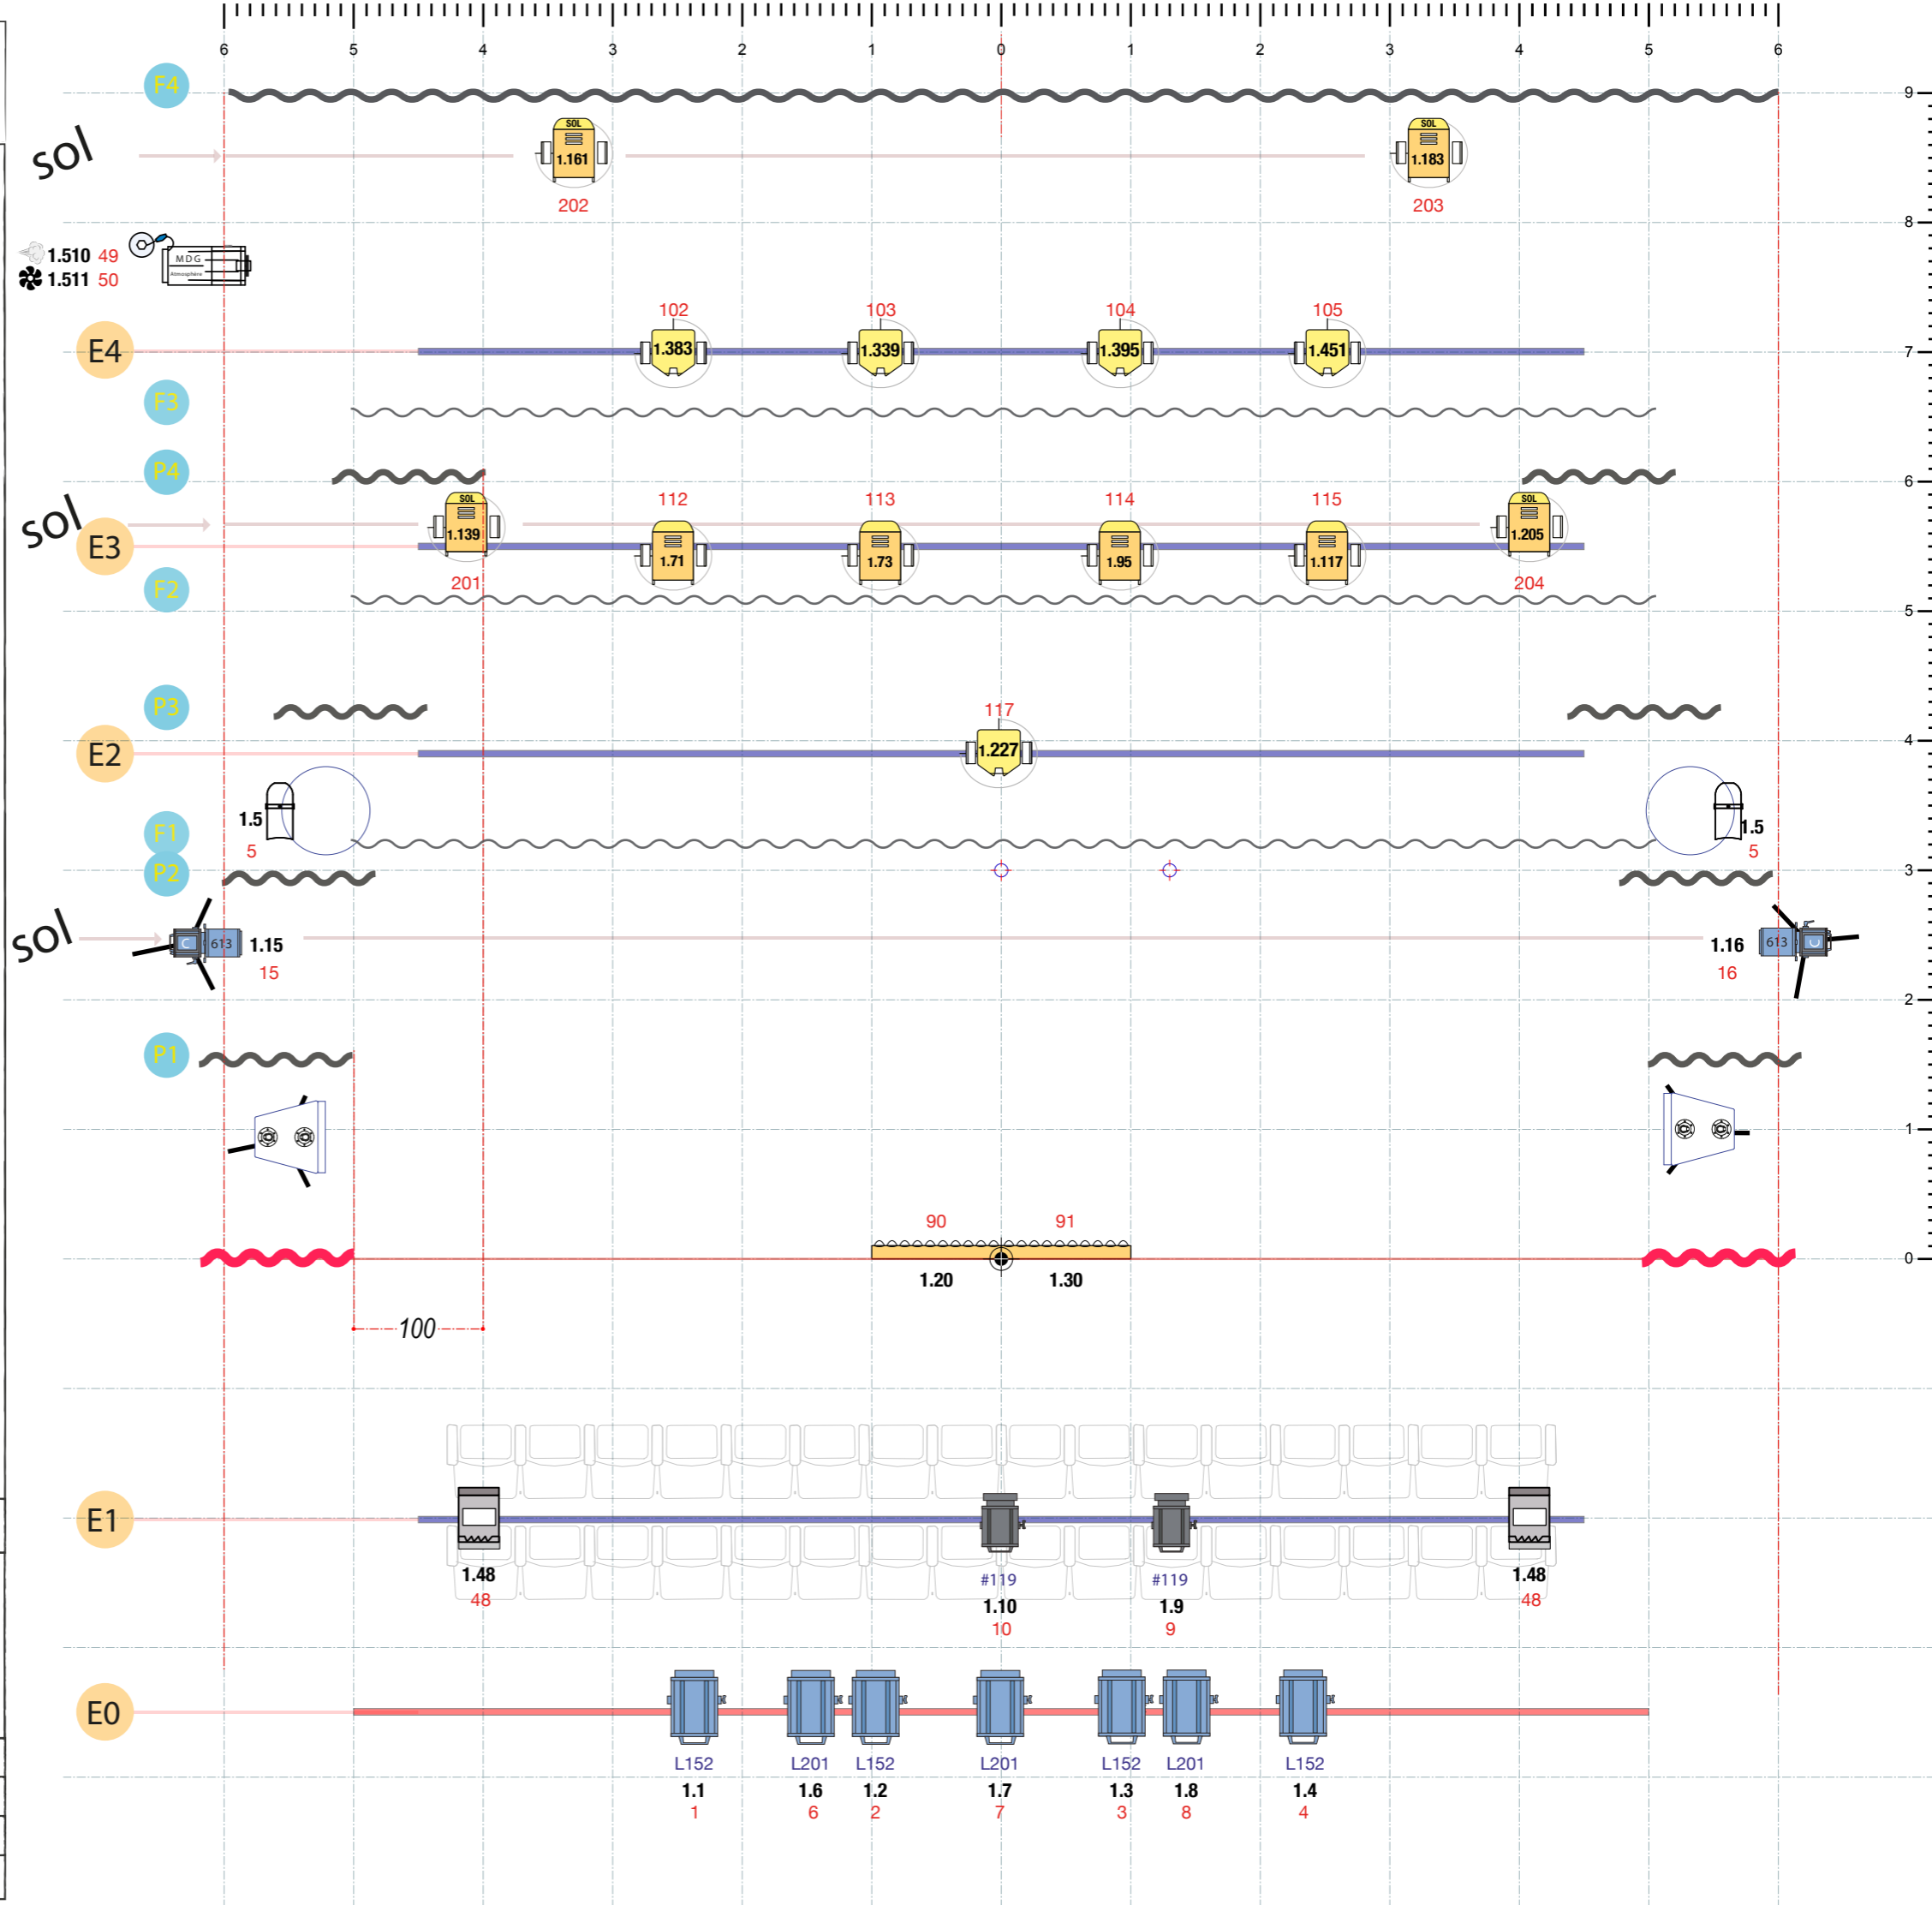 6 5 4 3 2 1 0 1 2 3 4 5 6
F4
9
sol
SOL
1.161
202
SOL
1.183
203
8
1.510 49
1.511 50
MDG
Atmosphère
102 103 104 105
E4
1.383 1.339 1.395 1.451
7
F3
P4
6
sol
E3
SOL
1.139
201
112 113 114 115
1.71 1.73 1.95 1.117
SOL
1.205
204
F2
5
P3
117
E2
1.227
4
1.5
5
1.5
5
F1
P2
3
sol
C 613 1.15
15
1.16 613 C
16
2
P1
1
90 91
0
1.20 1.30
100
E1
1.48
48
#119
1.10
10
#119
1.9
9
1.48
48
E0
L152 L201 L152 L201 L152 L201 L152
1.1 1.6 1.2 1.7 1.3 1.8 1.4
1 6 2 7 3 8 4